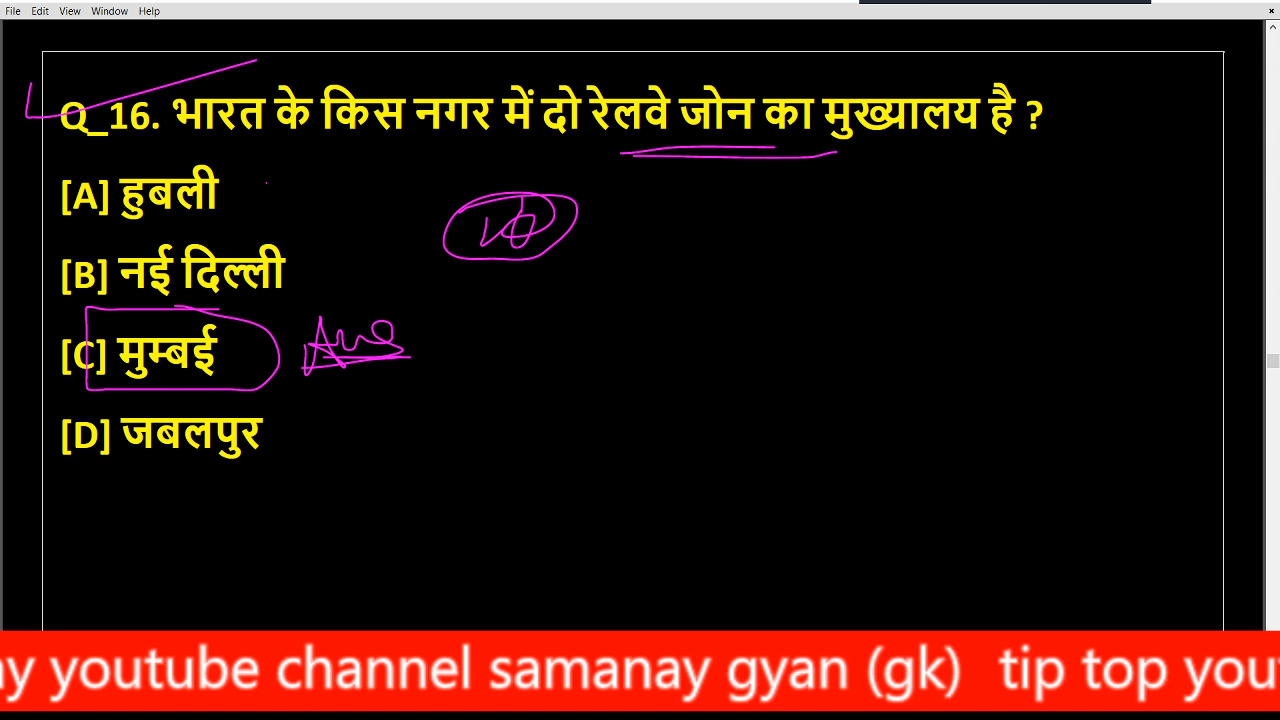 File Edit View Window Help
Q_16. भारत के किस नगर में दो रेलवे जोन का मुख्यालय है ?
[A] हुबली
[B] नई दिल्ली
[C] मुम्बई
Ans
[D] जबलपुर
youtube channel samanay gyan (gk) tip top